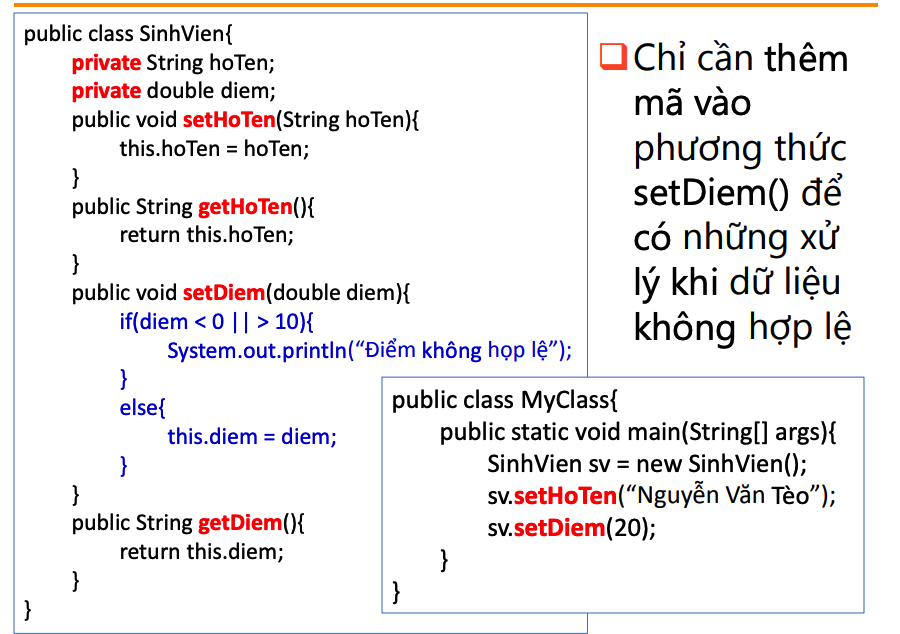 public class SinhVien{
private String hoTen;
private double diem;
public void setHoTen(String hoTen){
this.hoTen = hoTen;
}
public String getHoTen(){
return this.hoTen;
}
public void setDiem(double diem){
if(diem < 0 || > 10){
System.out.println(“Điểm không họp lệ”);
}
else{
this.diem = diem;
}
}
public String getDiem(){
return this.diem;
}
}
Chỉ cần thêm
mã vào
phương thức
setDiem() để
có những xử
lý khi dữ liệu
không hợp lệ
public class MyClass{
public static void main(String[] args){
SinhVien sv = new SinhVien();
sv.setHoTen(“Nguyễn Văn Tèo”);
sv.setDiem(20);
}
}